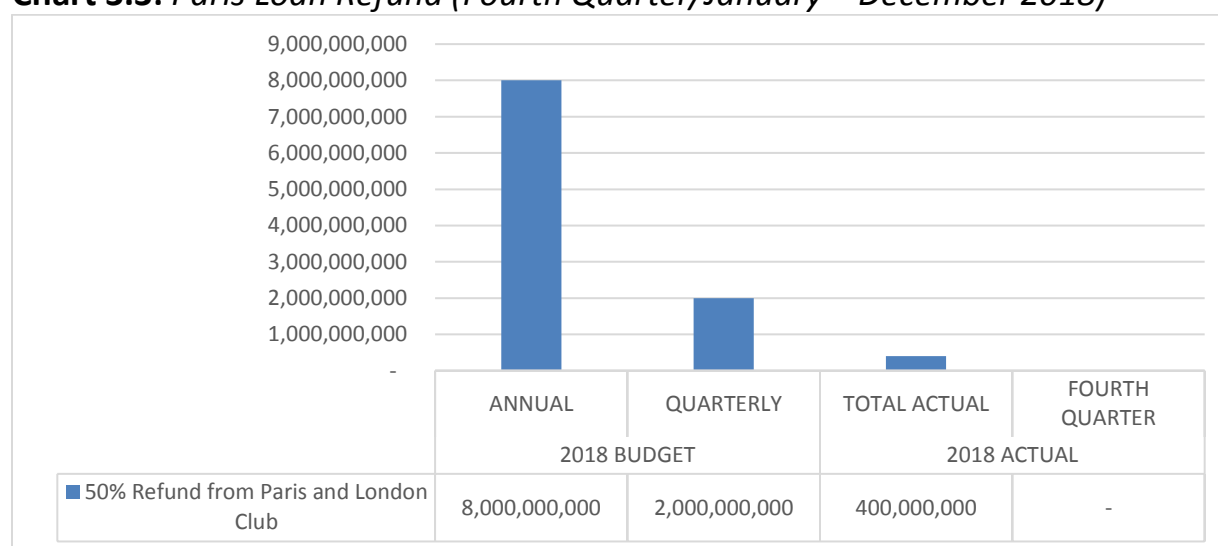 Chart 3.3: Paris Loan Refund (Fourth Quarter/January – December 2018)
9,000,000,000
8,000,000,000
7,000,000,000
6,000,000,000
5,000,000,000
4,000,000,000
3,000,000,000
2,000,000,000
1,000,000,000
-
ANNUAL QUARTERLY TOTAL ACTUAL FOURTH QUARTER
2018 BUDGET 2018 ACTUAL
50% Refund from Paris and London Club 8,000,000,000 2,000,000,000 400,000,000 -